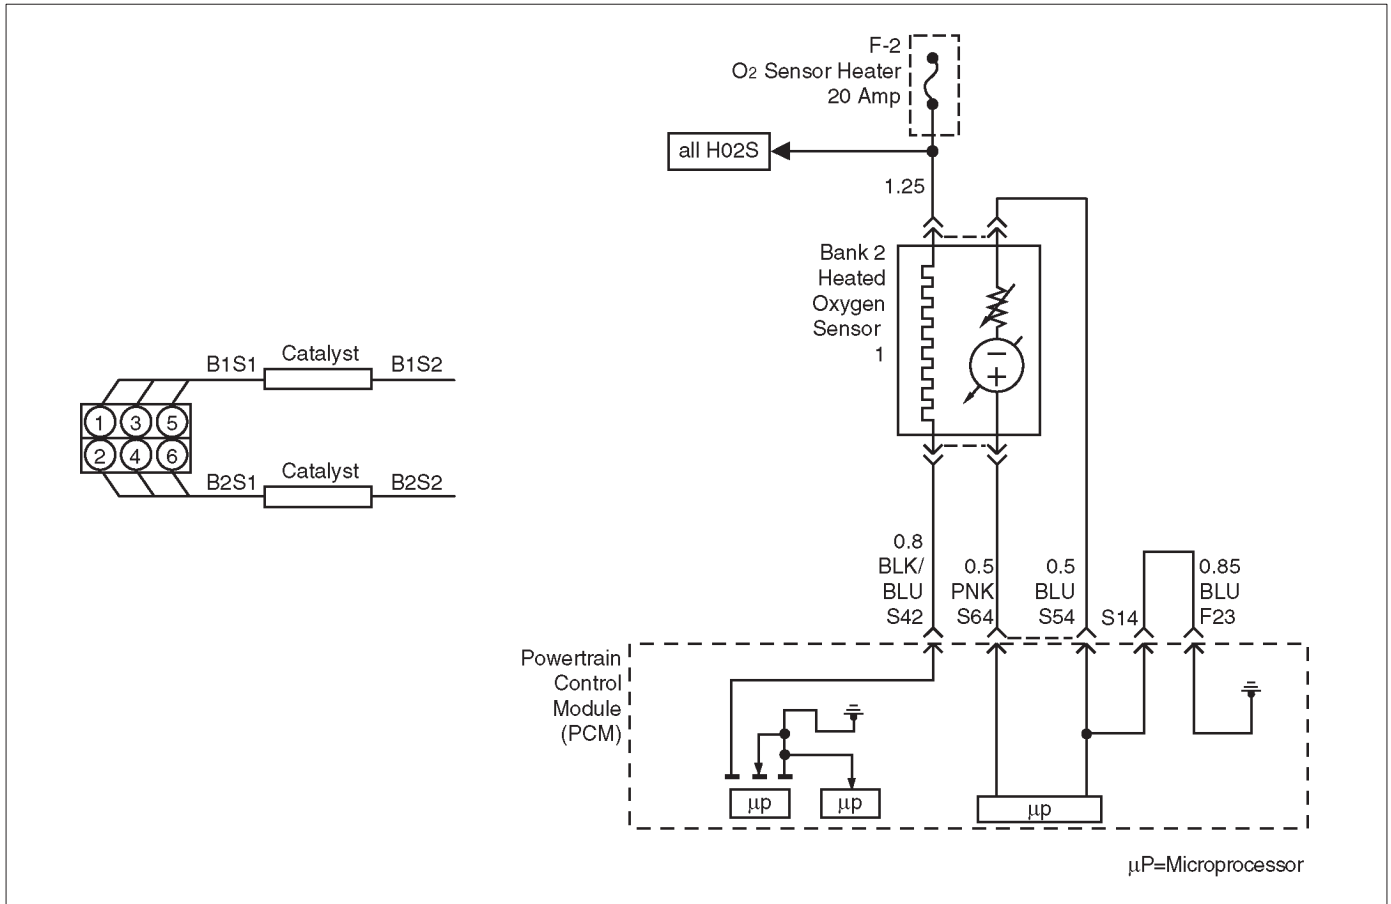 F-2
O2 Sensor Heater
20 Amp
all H02S
1.25
Bank 2
Heated
Oxygen
Sensor
1
B1S1
Catalyst
B1S2
1
3
5
2
4
6
B2S1
Catalyst
B2S2
−
+
0.8
BLK/
BLU
S42
0.5
PNK
S64
0.5
BLU
S54
S14
0.85
BLU
F23
Powertrain
Control
Module
(PCM)
μp
μp
μp
μP=Microprocessor